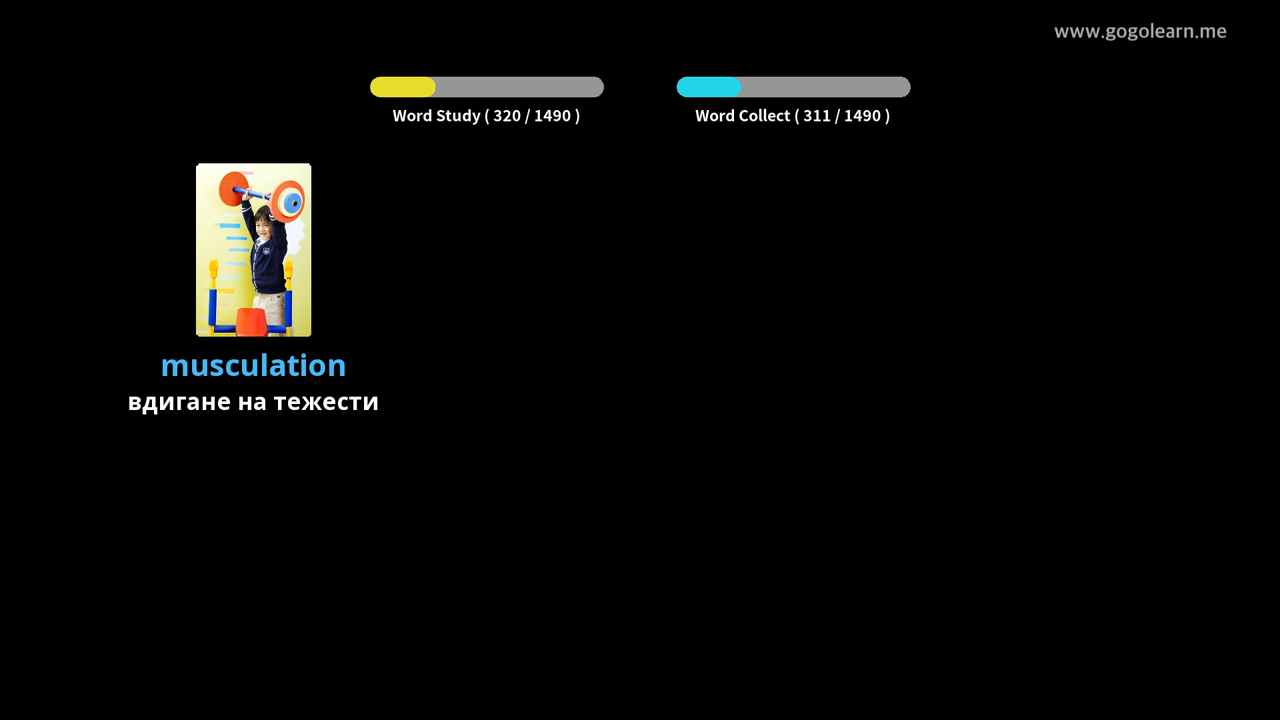 www.gogolearn.me
Word Study ( 320 / 1490 )
Word Collect ( 311 / 1490 )
musculation
вдигане на тежести